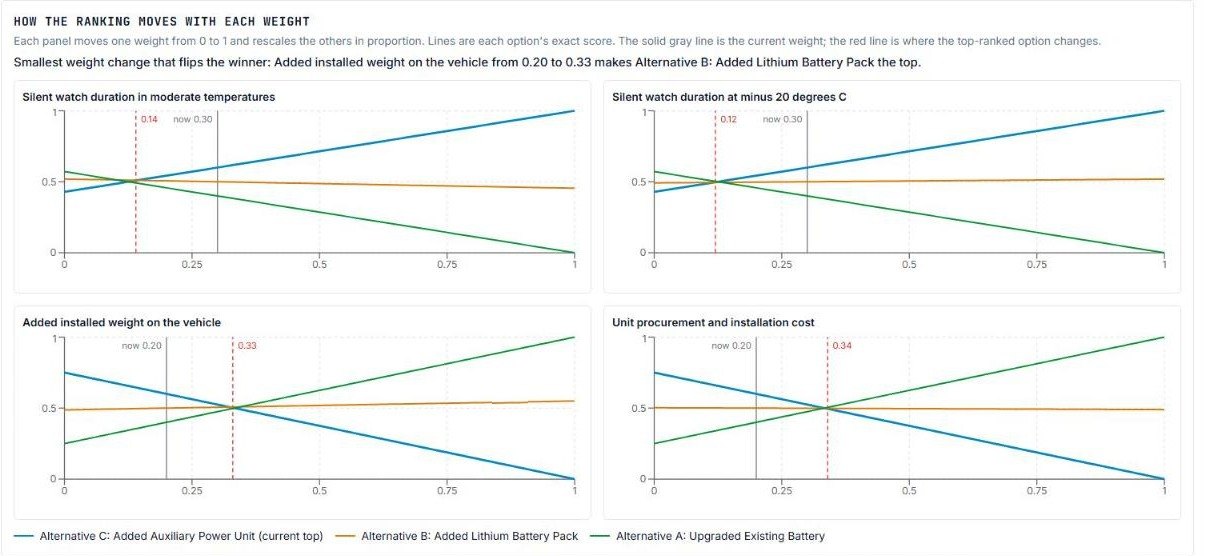 HOW THE RANKING MOVES WITH EACH WEIGHT
Each panel moves one weight from 0 to 1 and rescales the others in proportion. Lines are each option's exact score. The solid gray line is the current weight; the red line is where the top-ranked option changes.
Smallest weight change that flips the winner: Added installed weight on the vehicle from 0.20 to 0.33 makes Alternative B: Added Lithium Battery Pack the top.
Silent watch duration in moderate temperatures
1
0.14 now 0.30
0.5
0
0 0.25 0.5 0.75 1
Silent watch duration at minus 20 degrees C
1
0.12 now 0.30
0.5
0
0 0.25 0.5 0.75 1
Added installed weight on the vehicle
1
now 0.20 0.33
0.5
0
0 0.25 0.5 0.75 1
Unit procurement and installation cost
1
now 0.20 0.34
0.5
0
0 0.25 0.5 0.75 1
Alternative C: Added Auxiliary Power Unit (current top) Alternative B: Added Lithium Battery Pack Alternative A: Upgraded Existing Battery